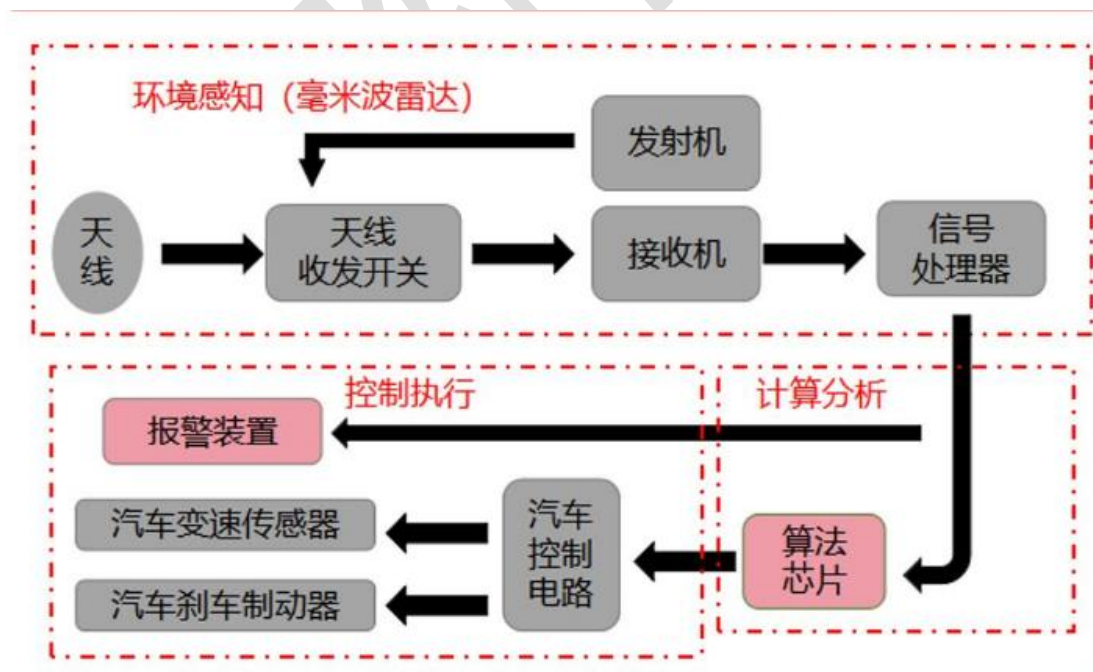 环境感知（毫米波雷达）
发射机
天
线
天线
收发开关
接收机
信号
处理器
控制执行
计算分析
报警装置
汽车变速传感器
汽车刹车制动器
汽车
控制
电路
算法
芯片